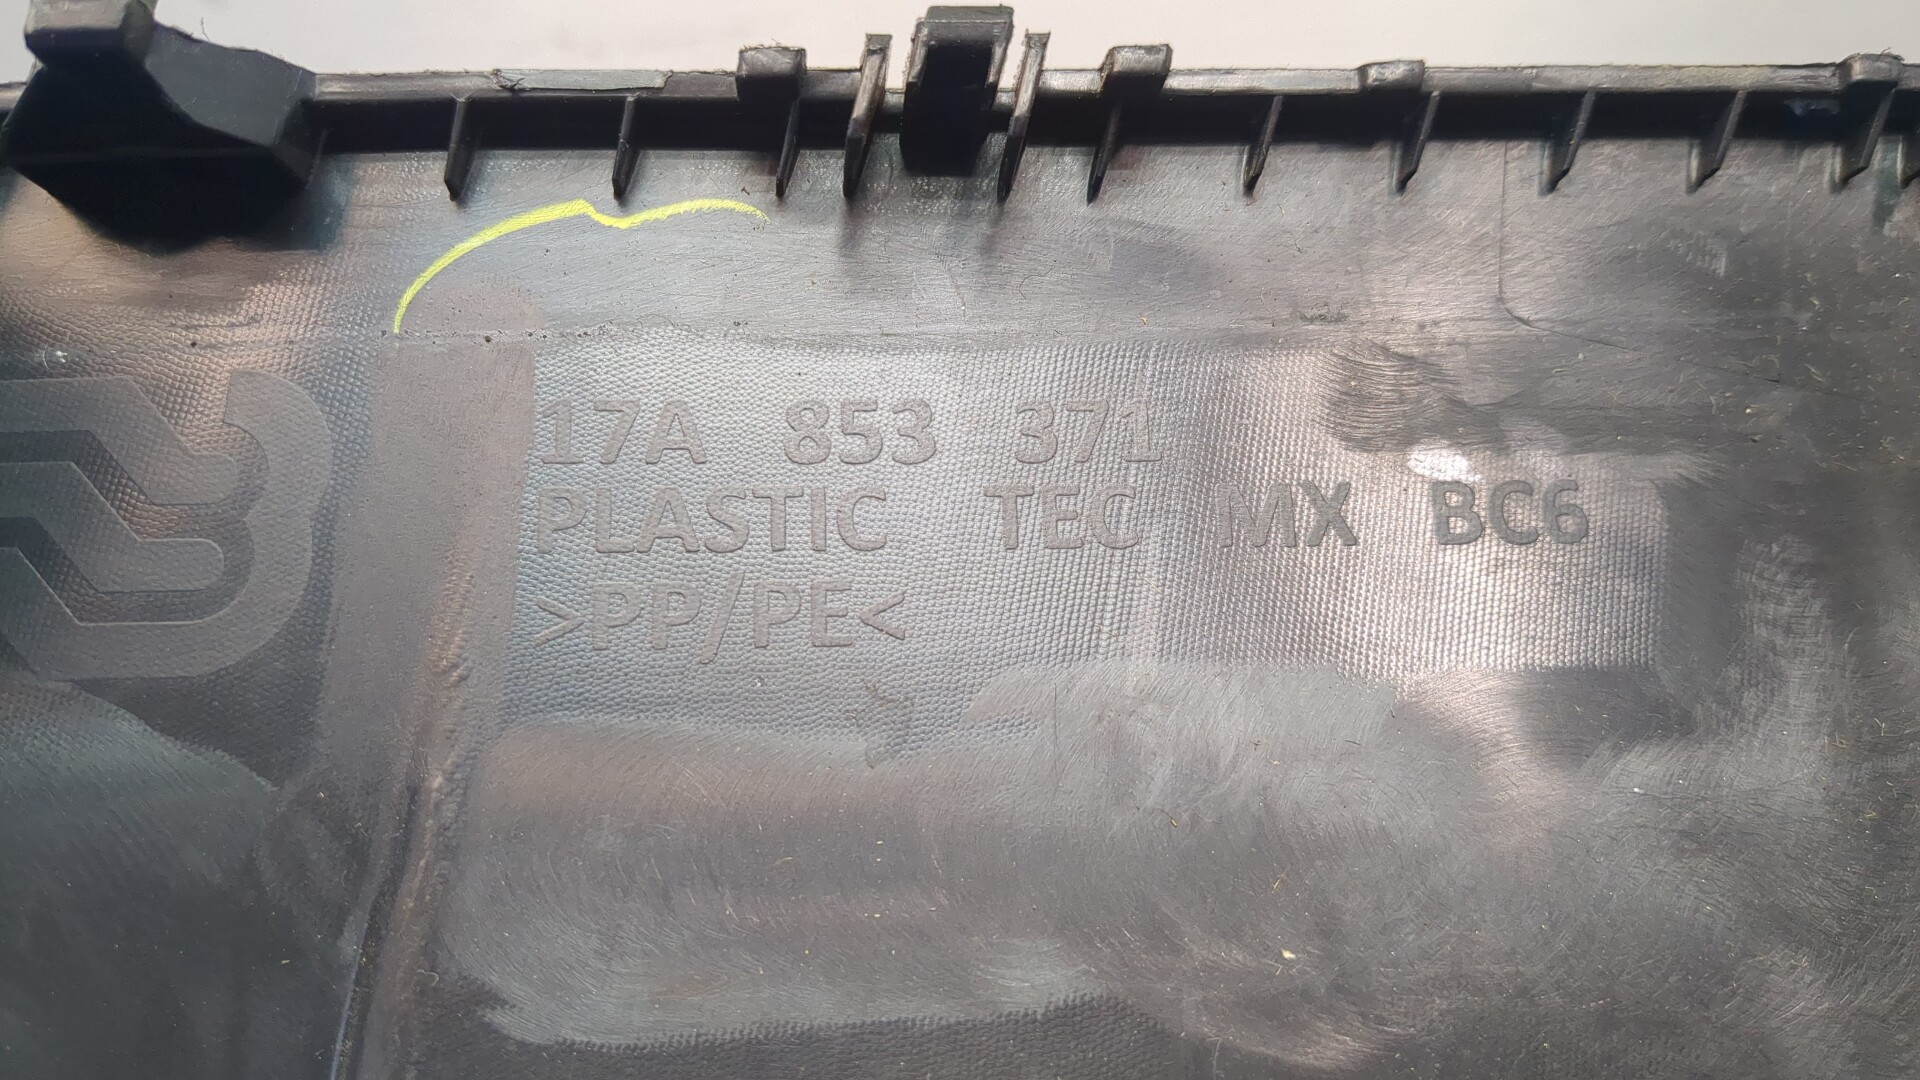 17A 853 371
PLASTIC TEC MX BC6
>PP/PE<